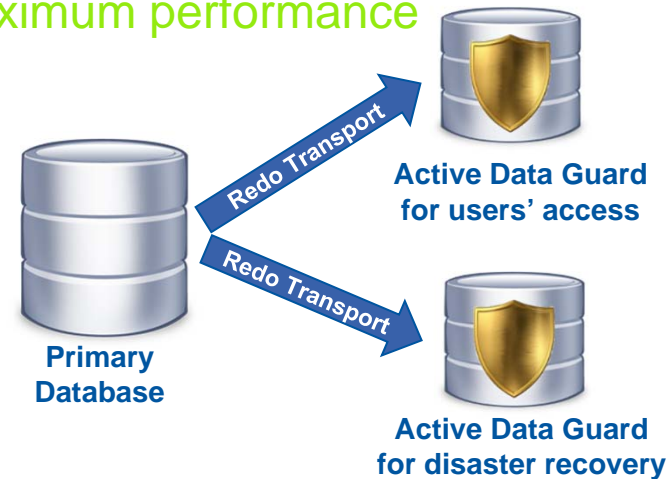 performance
Redo Transport
Active Data Guard
for users’ access
Redo Transport
Primary
Database
Active Data Guard
for disaster recovery